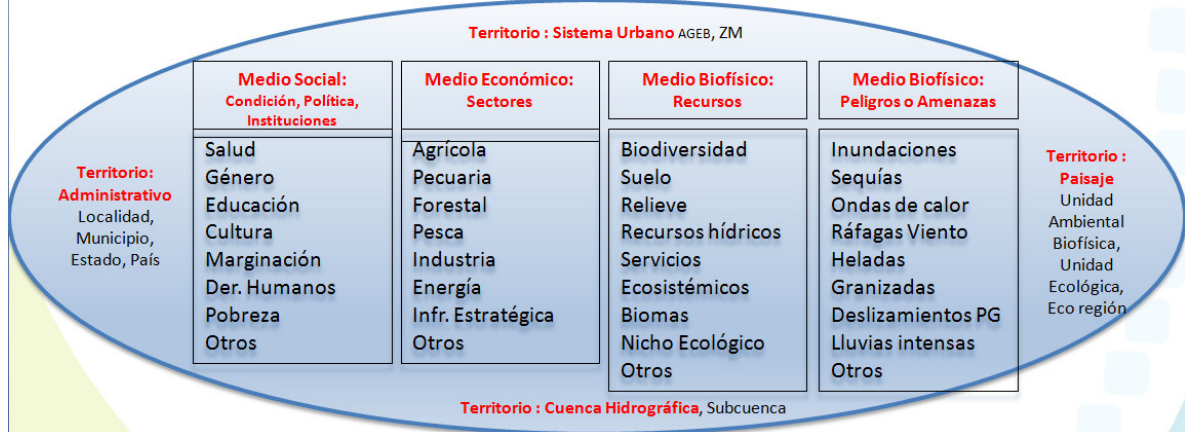 Territorio : Sistema Urbano AGEB, ZM
Territorio:
Administrativo
Localidad,
Municipio,
Estado, País
Medio Social:
Condición, Política,
Instituciones
Salud
Género
Educación
Cultura
Marginación
Der. Humanos
Pobreza
Otros
Medio Económico:
Sectores
Agrícola
Pecuaria
Forestal
Pesca
Industria
Energía
Infr. Estratégica
Otros
Medio Biofísico:
Recursos
Biodiversidad
Suelo
Relieve
Recursos hídricos
Servicios
Ecosistémicos
Biomas
Nicho Ecológico
Otros
Medio Biofísico:
Peligros o Amenazas
Inundaciones
Sequías
Ondas de calor
Ráfagas Viento
Heladas
Granizadas
Deslizamientos PG
Lluvias intensas
Otros
Territorio :
Paisaje
Unidad
Ambiental
Biofísica,
Unidad
Ecológica,
Eco región
Territorio : Cuenca Hidrográfica, Subcuenca